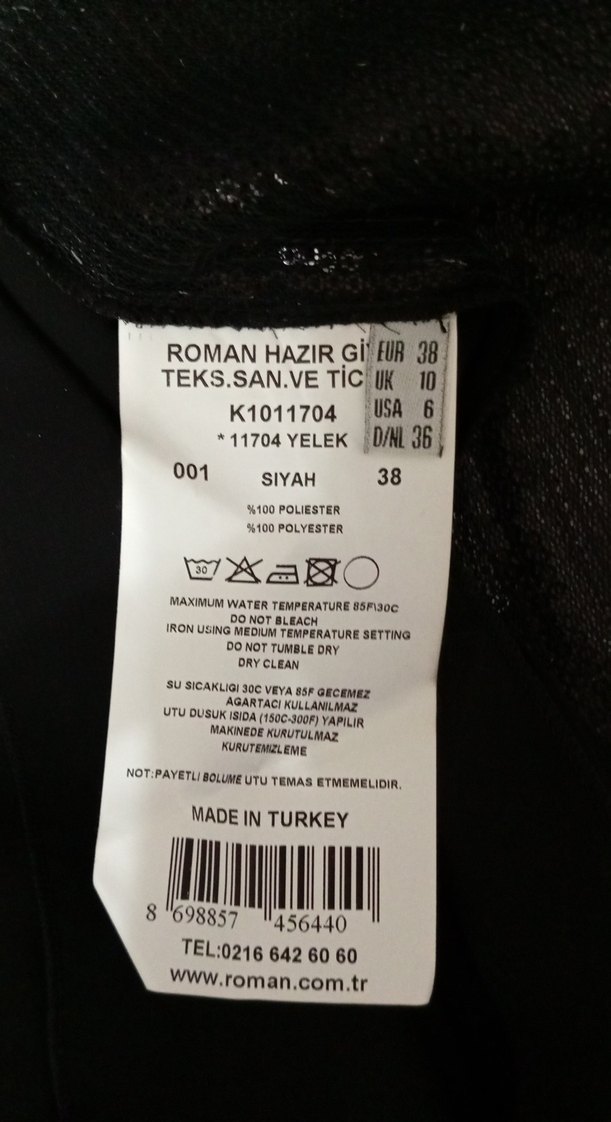 ROMAN HAZIR Gİ
TEKS.SAN.VE TİC
EUR 38
UK 10
USA 6
D/NL 36
K1011704
* 11704 YELEK
001 SIYAH 38
%100 POLIESTER
%100 POLYESTER
30
MAXIMUM WATER TEMPERATURE 85F\30C
DO NOT BLEACH
IRON USING MEDIUM TEMPERATURE SETTING
DO NOT TUMBLE DRY
DRY CLEAN
SU SICAKLIGI 30C VEYA 85F GECEMEZ
AGARTACI KULLANILMAZ
UTU DUSUK ISIDA (150C-300F) YAPILIR
MAKINEDE KURUTULMAZ
KURUTEMIZLEME
NOT:PAYETLI BOLUME UTU TEMAS ETMEMELIDIR.
MADE IN TURKEY
8 698857 456440
TEL:0216 642 60 60
www.roman.com.tr